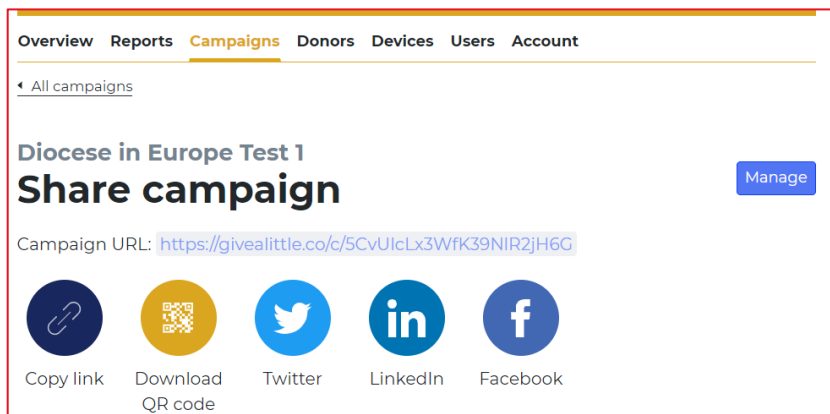 Overview Reports Campaigns Donors Devices Users Account
All campaigns
Diocese in Europe Test 1
Share campaign
Manage
Campaign URL: https://givealittle.co/c/5CvUIcLx3WfK39NIR2jH6G
Copy link
Download
QR code
Twitter
LinkedIn
Facebook